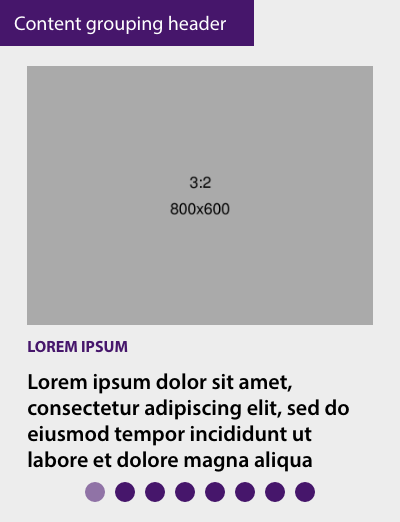 Content grouping header
3:2
800x600
LOREM IPSUM
Lorem ipsum dolor sit amet,
consectetur adipiscing elit, sed do
eiusmod tempor incididunt ut
labore et dolore magna aliqua